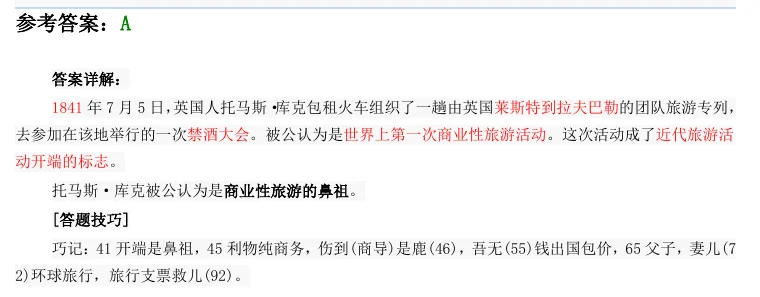 参考答案：A
答案详解：
1841 年 7 月 5 日，英国人托马斯·库克包租火车组织了一趟由英国莱斯特到拉夫巴勒的团队旅游专列，
去参加在该地举行的一次禁酒大会。被公认为是世界上第一次商业性旅游活动。这次活动成了近代旅游活
动开端的标志。
托马斯·库克被公认为是商业性旅游的鼻祖。
[答题技巧]
巧记：41 开端是鼻祖，45 利物纯商务，伤到(商导)是鹿(46)，吾无(55)钱出国包价，65 父子，妻儿(7
2)环球旅行，旅行支票救儿(92)。